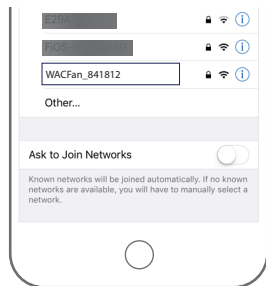 WACFan_841812
Other...
Ask to Join Networks
Known networks will be joined automatically. If no known
networks are available, you will have to manually select a
network.